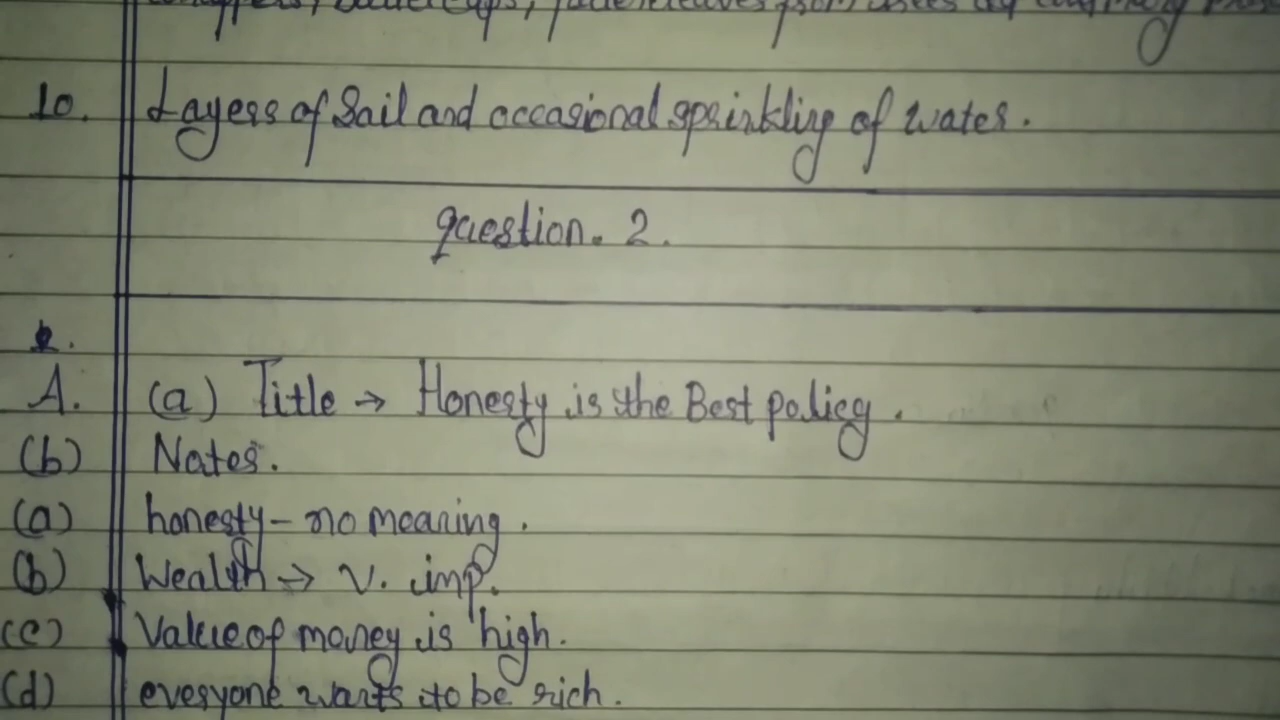 from
10. Layers of Sail and occasional sprinkling of water.
question. 2.
A. (a) Title → Honesty is the Best policy.
(b) Notes.
(a) honesty - no meaning.
(b) Wealth → v. imp.
(c) Value of money is high.
(d) everyone wants to be rich.